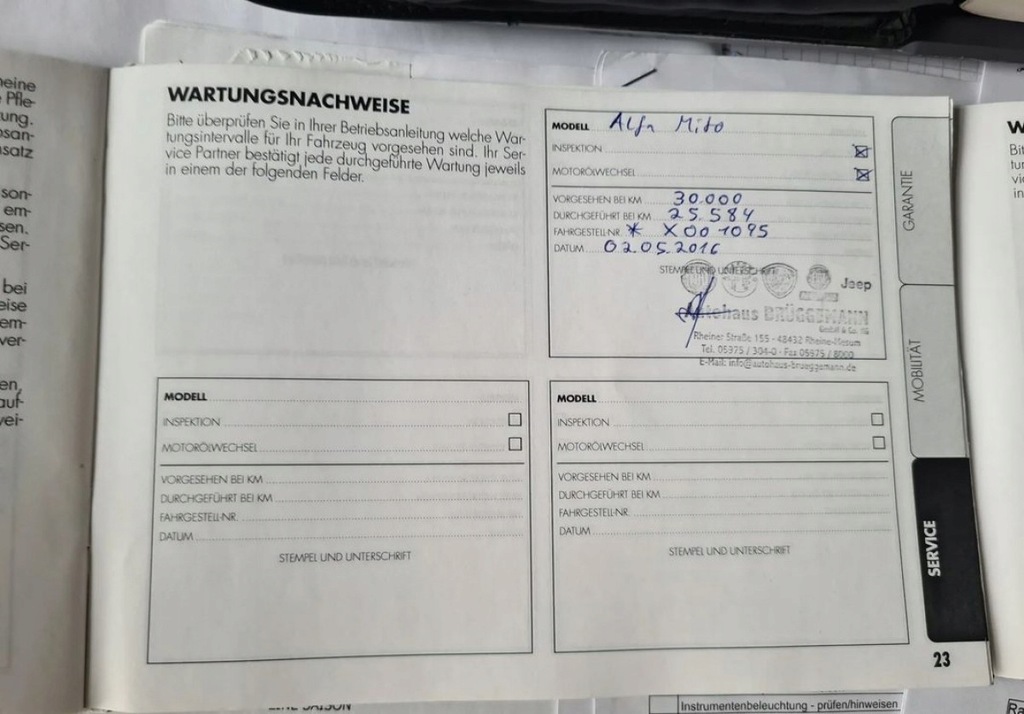 WARTUNGSNACHWEISE
Bitte überprüfen Sie in Ihrer Betriebsanleitung welche War-
tungsintervalle für Ihr Fahrzeug vorgesehen sind. Ihr Ser-
vice Partner bestätigt jede durchgeführte Wartung jeweils
in einem der folgenden Felder.
MODELL Alfa Mito
INSPEKTION
MOTORÖLWECHSEL
VORGESEHEN BEI KM 30.000
DURCHGEFÜHRT BEI KM 25.584
FAHRGESTELL-NR. * X001095
DATUM 02.05.2016
STEMPEL UND UNTERSCHRIFT
Jeep
Autohaus BRÜGGEMANN
GmbH & Co. KG
Rheiner Straße 155 - 48432 Rheine-Mesum
Tel. 05975 / 304-0 - Fax 05975 / 8000
E-Mail: info@autohaus-brueggemann.de
MODELL
INSPEKTION
MOTORÖLWECHSEL
VORGESEHEN BEI KM
DURCHGEFÜHRT BEI KM
FAHRGESTELL-NR.
DATUM
STEMPEL UND UNTERSCHRIFT
MODELL
INSPEKTION
MOTORÖLWECHSEL
VORGESEHEN BEI KM
DURCHGEFÜHRT BEI KM
FAHRGESTELL-NR.
DATUM
STEMPEL UND UNTERSCHRIFT
GARANTIE
MOBILITÄT
SERVICE
23
Instrumentenbeleuchtung - prüfen/hinweisen